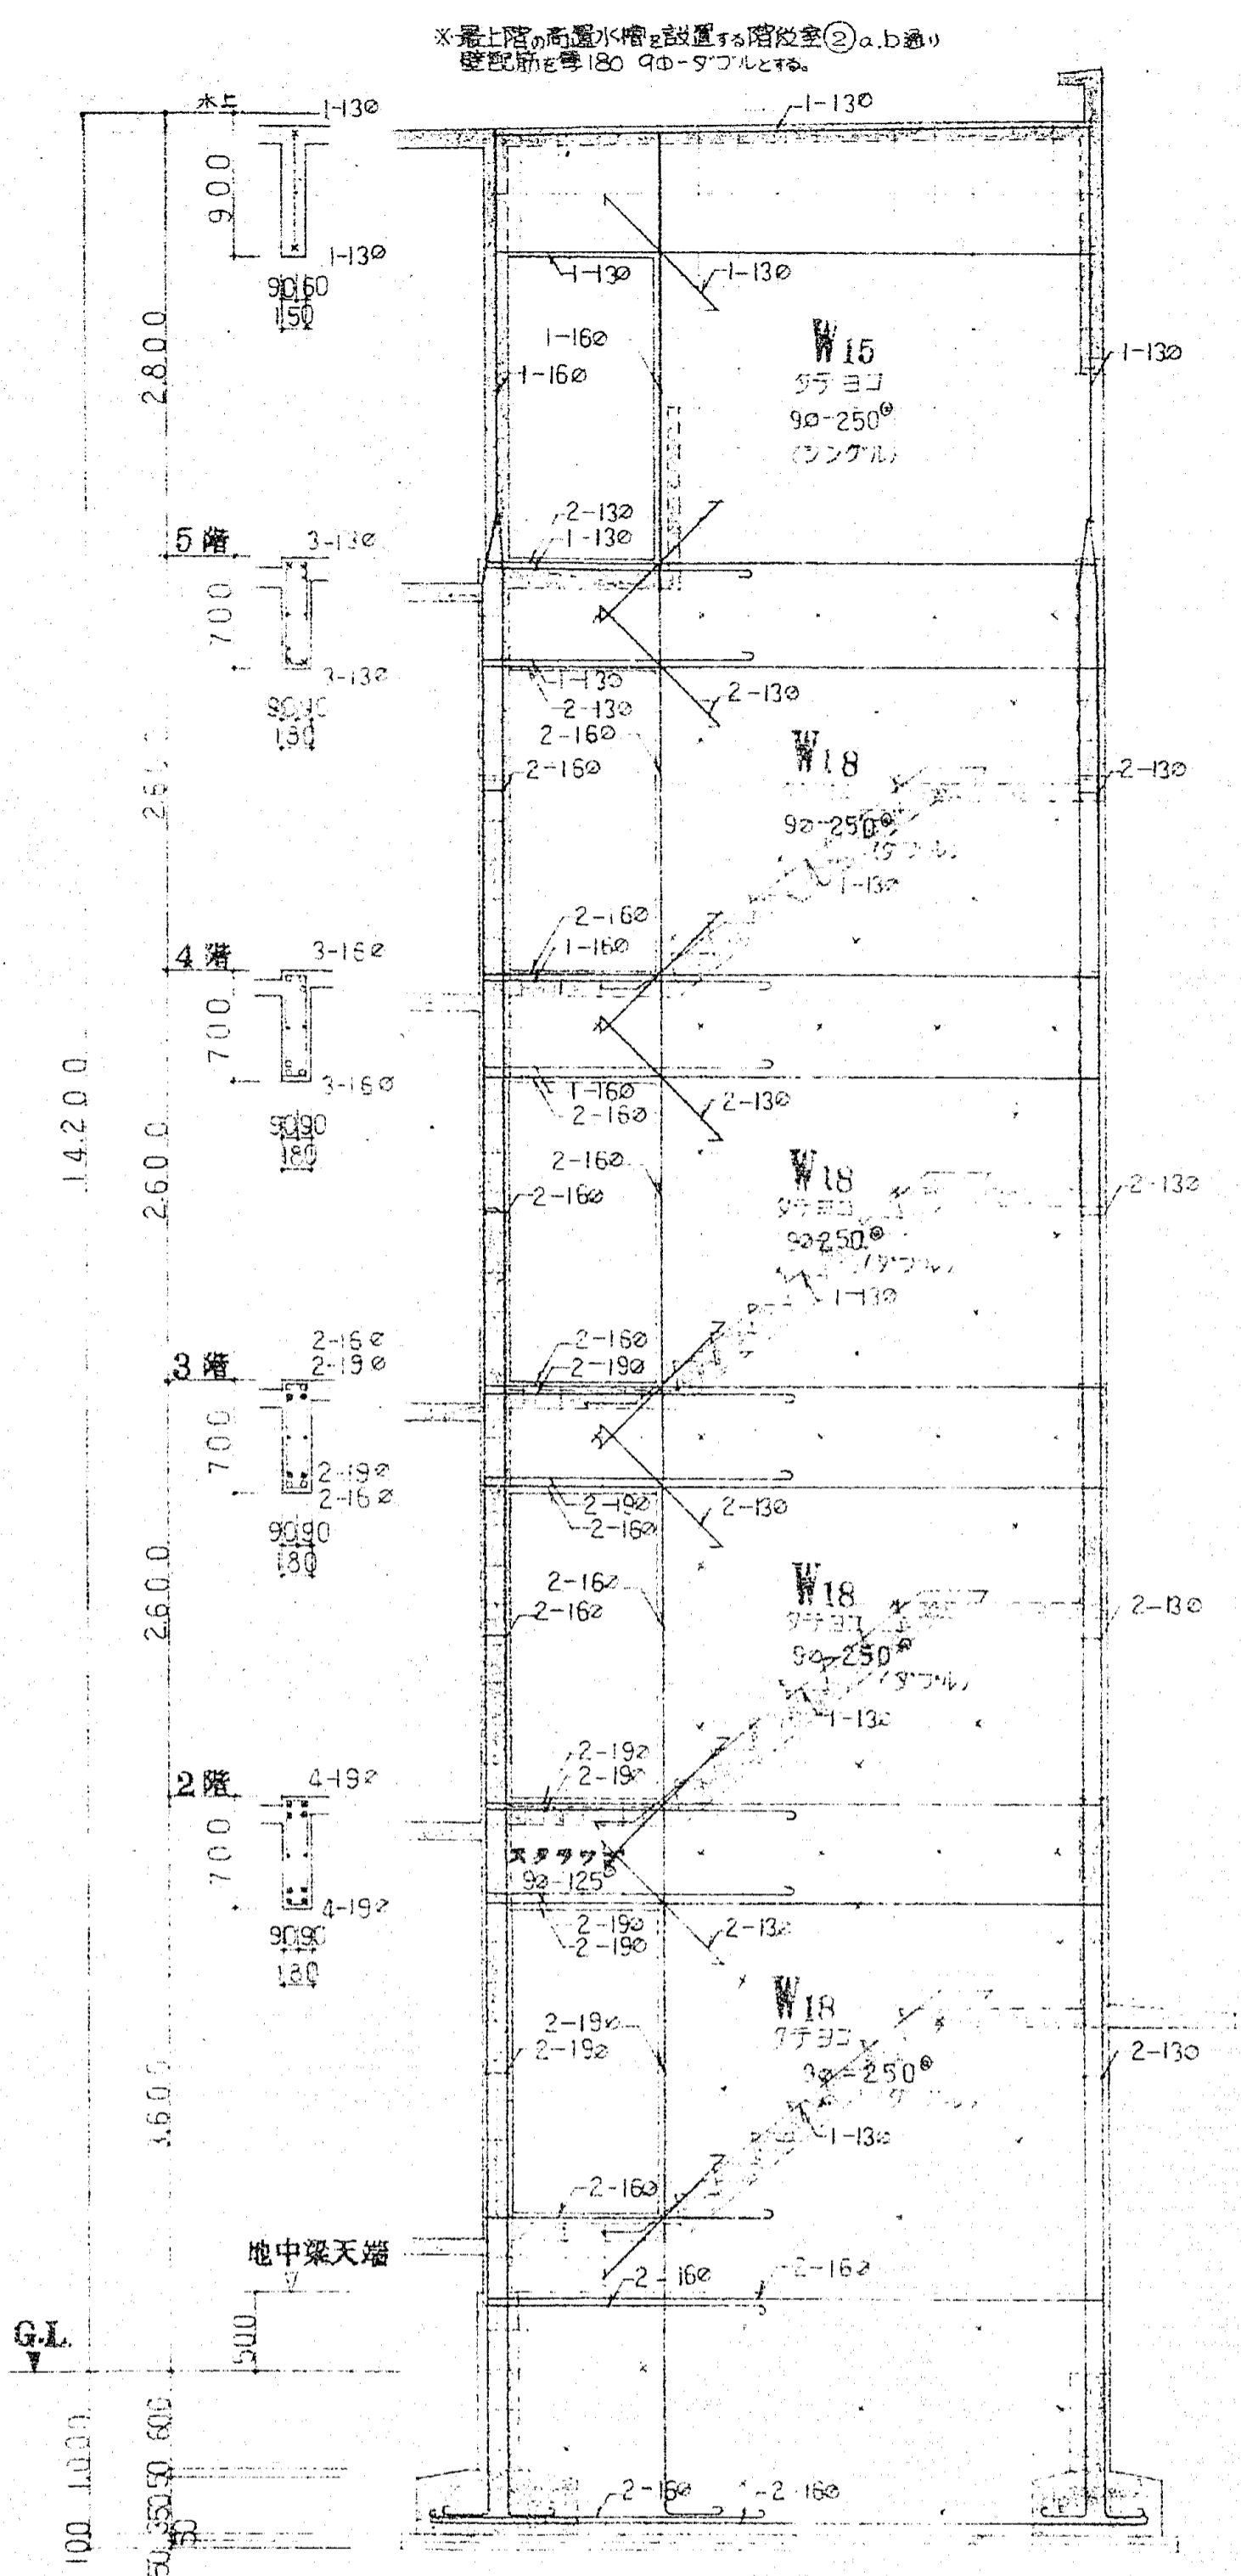 ※最上階の高置水槽を設置する階段室②a.b通り
壁配筋を厚180 9Φ-ダブルとする。
水上
1-13Φ
1-13Φ
900
1-13Φ
90 60
150
1-13Φ
1-13Φ
2800
1-16Φ
1-16Φ
W15
タテヨコ
9Φ-250@
(シングル)
1-13Φ
5階
3-13Φ
2-13Φ
1-13Φ
700
3-13Φ
1-13Φ
2-13Φ
2-13Φ
90 90
180
2-16Φ
2-16Φ
W18
9Φ-250@
(ダブル)
1-13Φ
2-13Φ
4階
3-16Φ
2-16Φ
1-16Φ
700
3-16Φ
1-16Φ
2-16Φ
2-13Φ
90 90
180
14200
2600
2-16Φ
2-16Φ
W18
タテヨコ
9Φ-250@
(ダブル)
1-13Φ
2-13Φ
3階
2-16Φ
2-19Φ
2-16Φ
2-19Φ
700
2-19Φ
2-16Φ
2-19Φ
2-16Φ
2-13Φ
90 90
180
2600
2-16Φ
2-16Φ
W18
タテヨコ
9Φ-250@
(ダブル)
1-13Φ
2-13Φ
2階
4-19Φ
2-19Φ
2-19Φ
700
スタラップ
9Φ-125@
4-19Φ
2-19Φ
2-19Φ
2-13Φ
90 90
180
3600
2-19Φ
2-19Φ
W18
タテヨコ
9Φ-250@
1-13Φ
2-13Φ
2-16Φ
地中梁天端
2-16Φ
2-16Φ
500
G.L.
1000
600
50
350
50
100
2-16Φ
2-16Φ